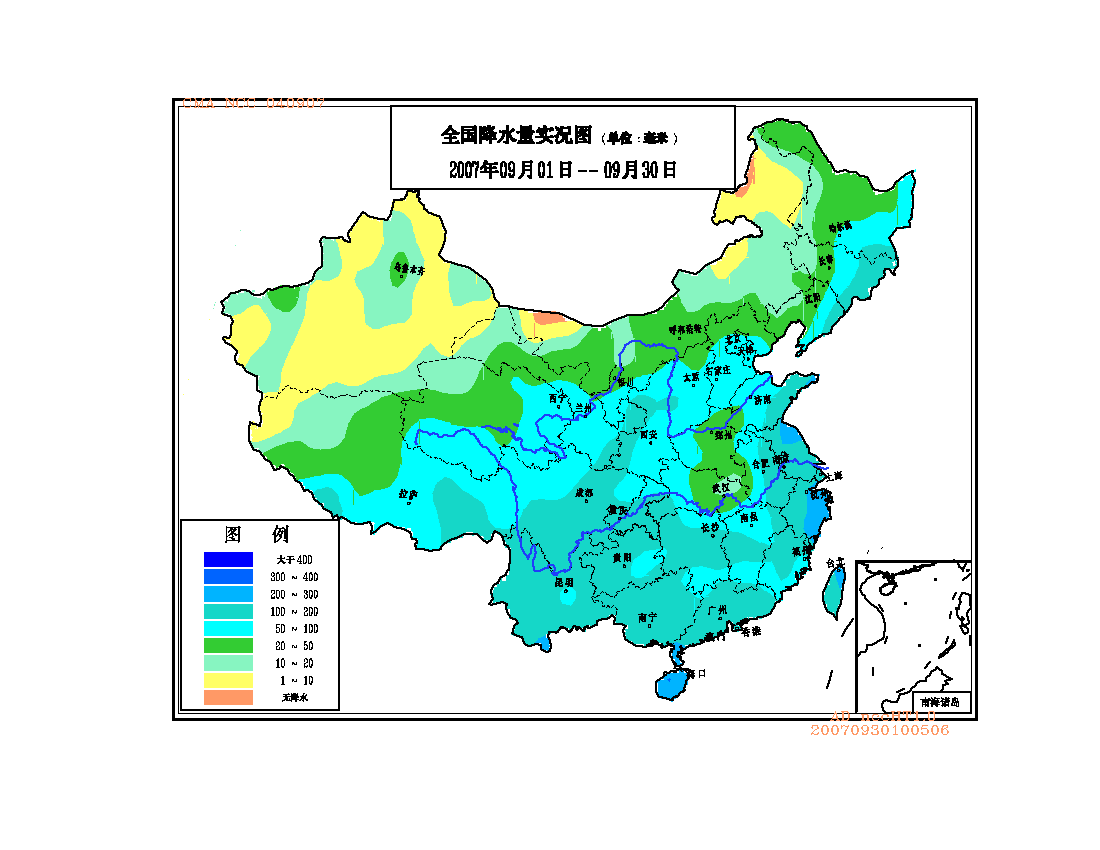 CMA NCC 040907
全国降水量实况图（单位：毫米）
2007年09月01日--09月30日
哈尔滨
长春
沈阳
乌鲁木齐
呼和浩特
北京
天津
银川
太原
石家庄
西宁
兰州
济南
西安
郑州
合肥
南京
上海
拉萨
成都
武汉
杭州
重庆
长沙
南昌
贵阳
福州
台北
昆明
南宁
广州
澳门
香港
海口
图 例
大于400
300 ~ 400
200 ~ 300
100 ~ 200
50 ~ 100
20 ~ 50
10 ~ 20
1 ~ 10
无降水
南海诸岛
20070930100506